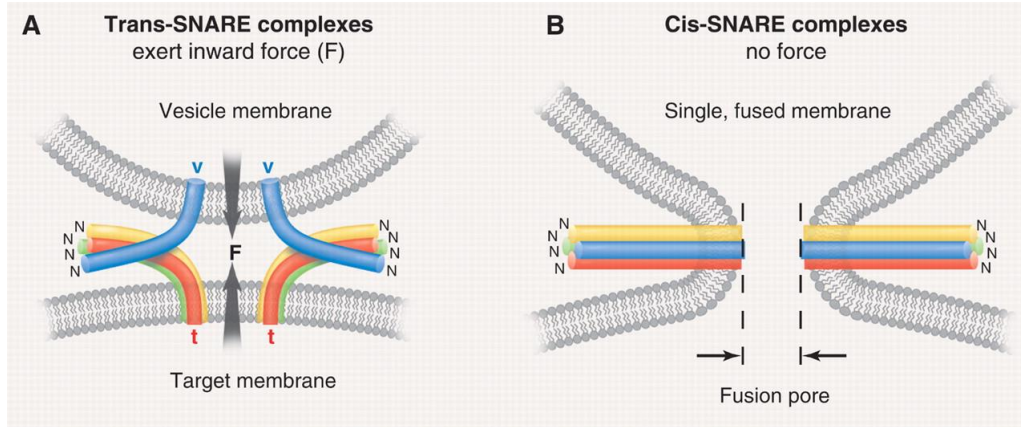 A
Trans-SNARE complexes
exert inward force (F)
Vesicle membrane
v
v
N
N
N
N
F
N
N
N
N
t
t
Target membrane
B
Cis-SNARE complexes
no force
Single, fused membrane
N
N
N
N
N
N
N
N
Fusion pore